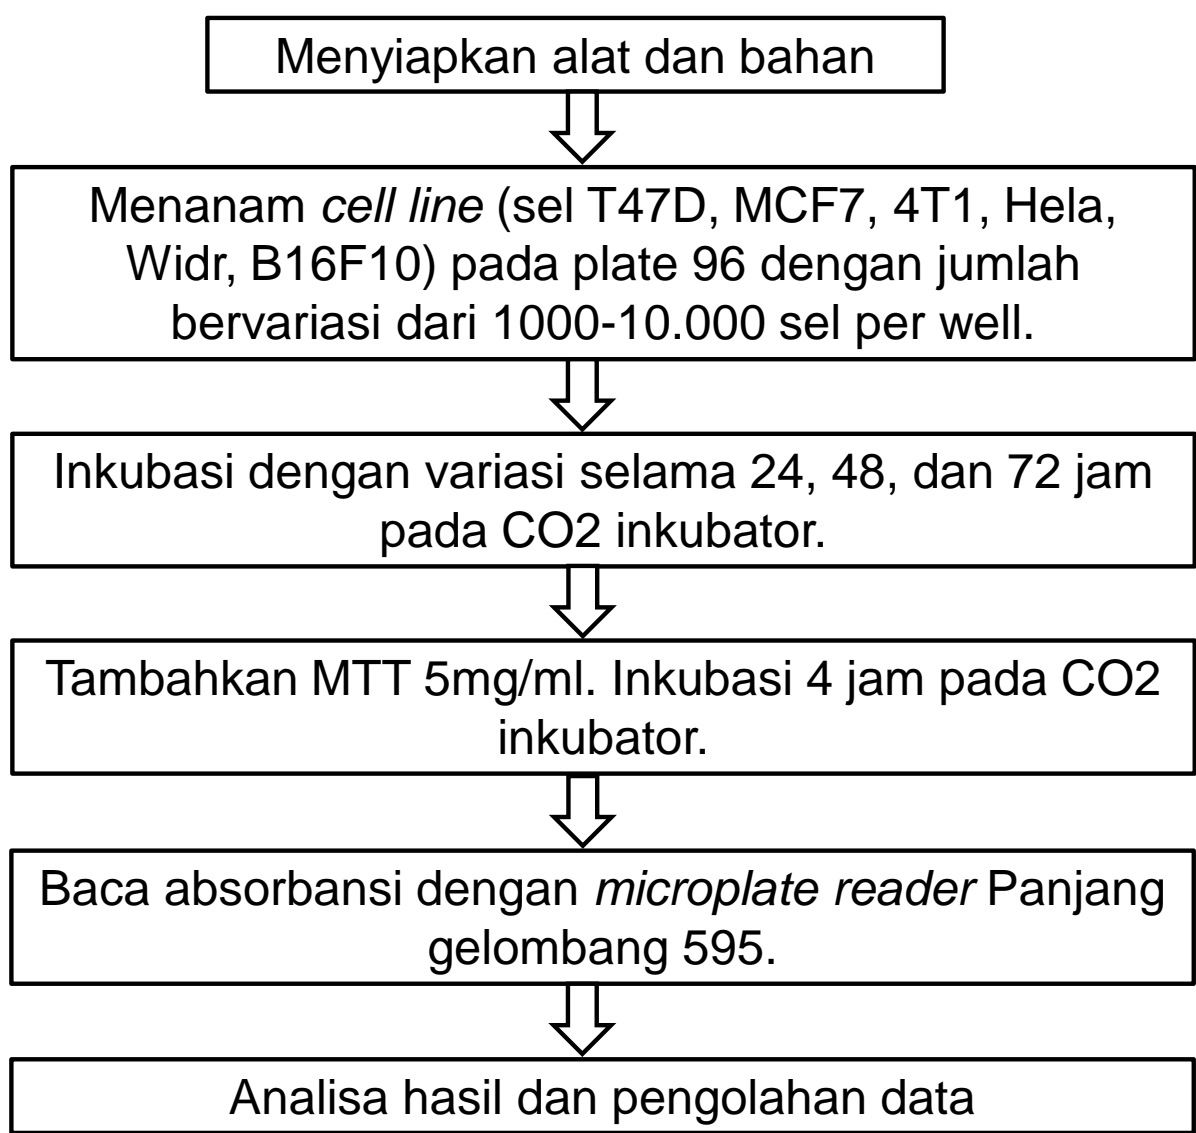 Menyiapkan alat dan bahan
Menanam cell line (sel T47D, MCF7, 4T1, Hela,
Widr, B16F10) pada plate 96 dengan jumlah
bervariasi dari 1000-10.000 sel per well.
Inkubasi dengan variasi selama 24, 48, dan 72 jam
pada CO2 inkubator.
Tambahkan MTT 5mg/ml. Inkubasi 4 jam pada CO2
inkubator.
Baca absorbansi dengan microplate reader Panjang
gelombang 595.
Analisa hasil dan pengolahan data